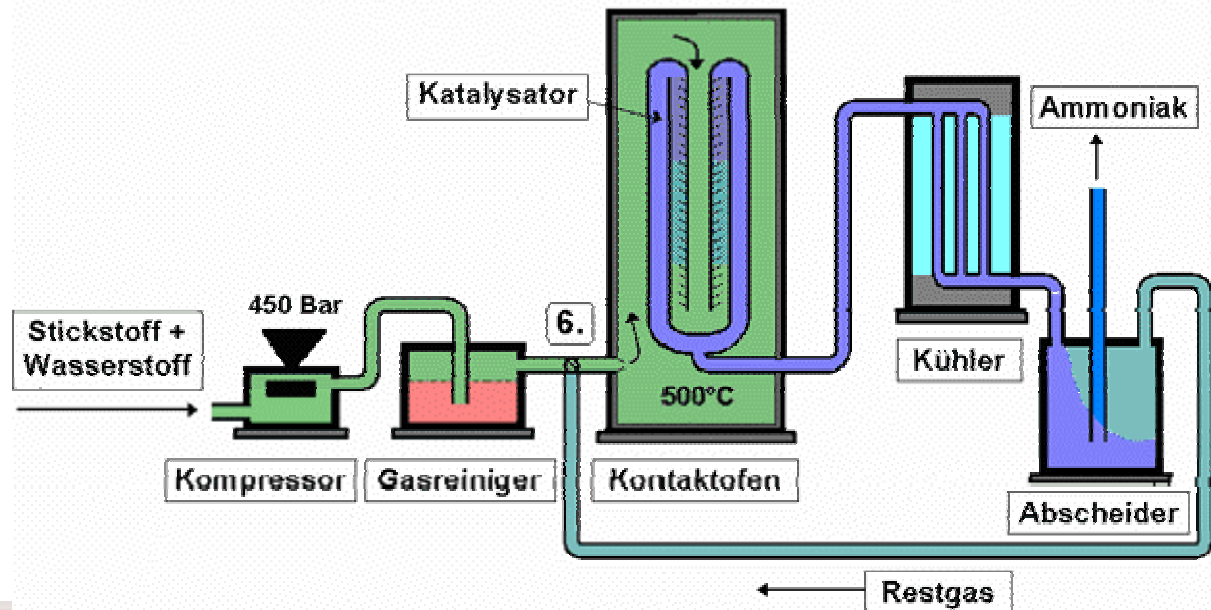 Katalysator
Ammoniak
450 Bar
Stickstoff +
Wasserstoff
6.
Kühler
500°C
Kompressor
Gasreiniger
Kontaktofen
Abscheider
Restgas